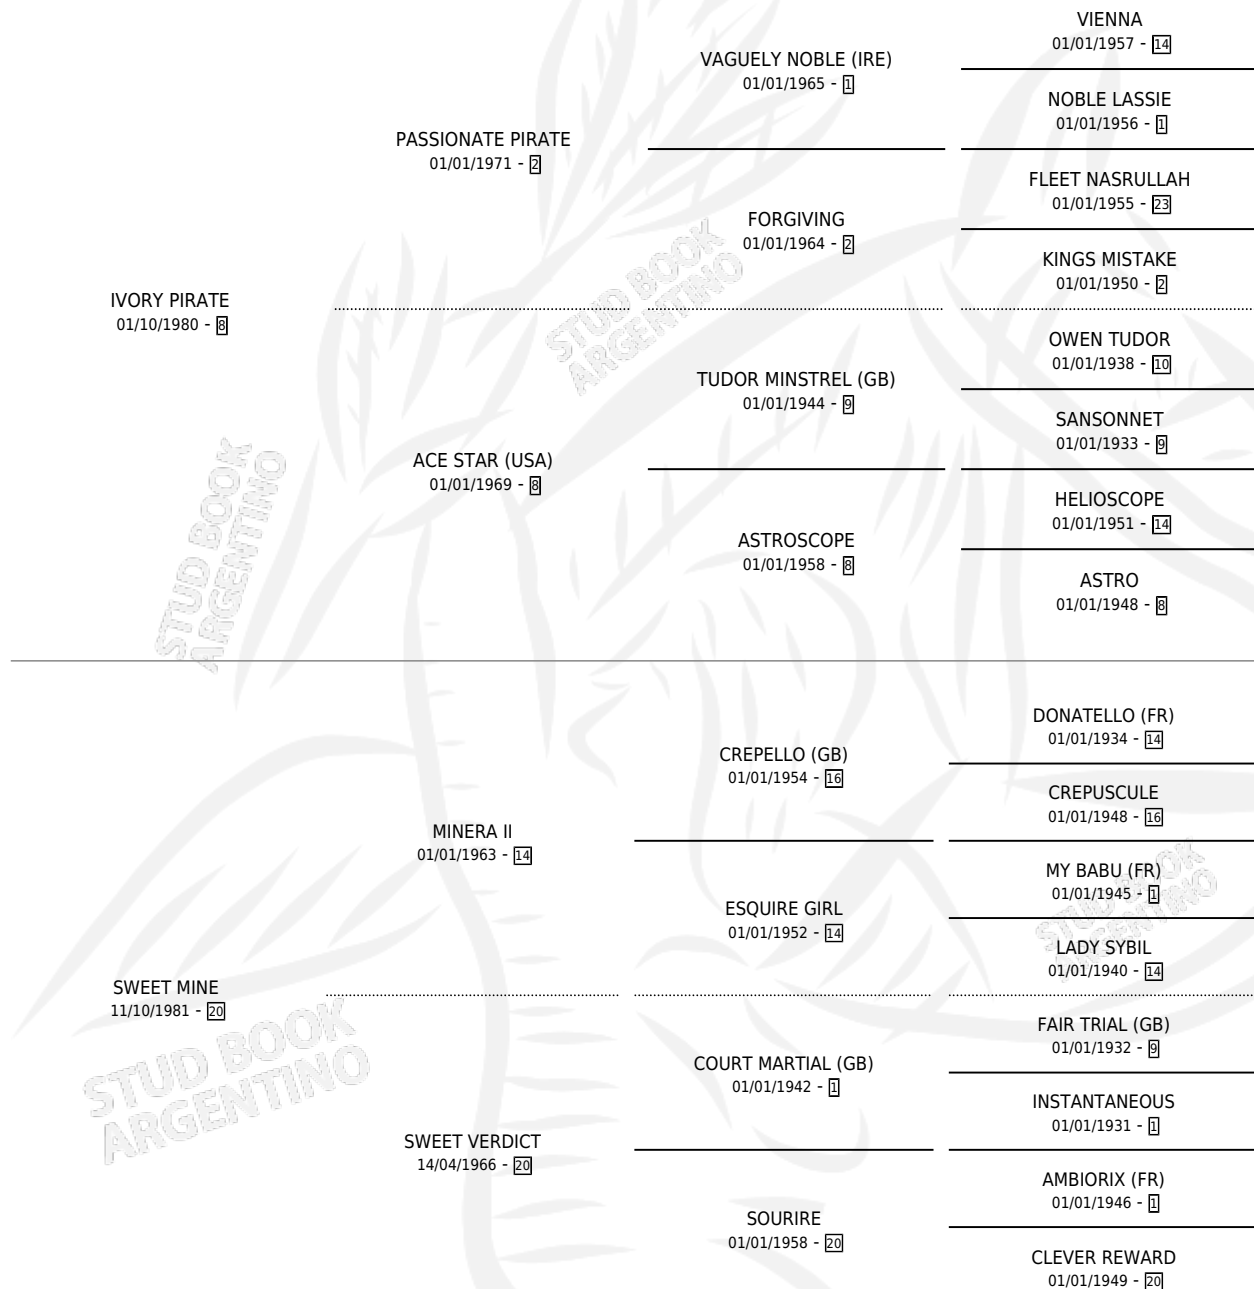 VIENNA
01/01/1957 - 14
VAGUELY NOBLE (IRE)
01/01/1965 - 1
NOBLE LASSIE
01/01/1956 - 1
PASSIONATE PIRATE
01/01/1971 - 2
FLEET NASRULLAH
01/01/1955 - 23
FORGIVING
01/01/1964 - 2
KINGS MISTAKE
01/01/1950 - 2
IVORY PIRATE
01/10/1980 - 8
OWEN TUDOR
01/01/1938 - 10
TUDOR MINSTREL (GB)
01/01/1944 - 9
SANSONNET
01/01/1933 - 9
ACE STAR (USA)
01/01/1969 - 8
HELIOSCOPE
01/01/1951 - 14
ASTROSCOPE
01/01/1958 - 8
ASTRO
01/01/1948 - 8
DONATELLO (FR)
01/01/1934 - 14
CREPELLO (GB)
01/01/1954 - 16
CREPUSCULE
01/01/1948 - 16
MINERA II
01/01/1963 - 14
MY BABU (FR)
01/01/1945 - 1
ESQUIRE GIRL
01/01/1952 - 14
LADY SYBIL
01/01/1940 - 14
SWEET MINE
11/10/1981 - 20
FAIR TRIAL (GB)
01/01/1932 - 9
COURT MARTIAL (GB)
01/01/1942 - 1
INSTANTANEOUS
01/01/1931 - 1
SWEET VERDICT
14/04/1966 - 20
AMBIORIX (FR)
01/01/1946 - 1
SOURIRE
01/01/1958 - 20
CLEVER REWARD
01/01/1949 - 20
STUD BOOK
ARGENTINO
STUD BOOK
ARGENTINO
STUD BOOK
ARGENTINO
STUD BOOK
ARGENTINO